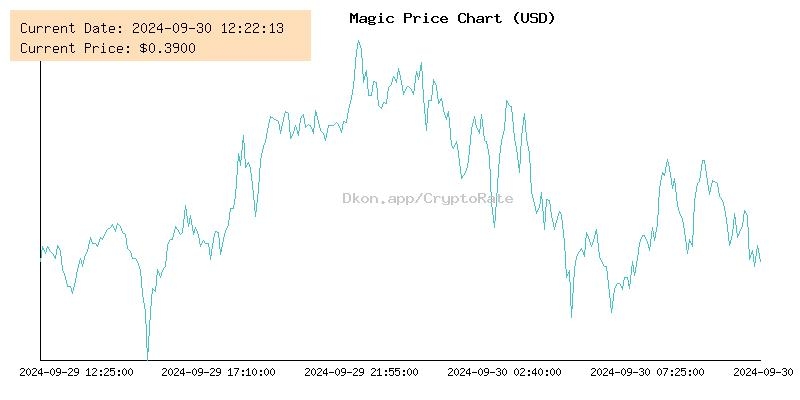 Magic Price Chart (USD)
Current Date: 2024-09-30 12:22:13
Current Price: $0.3900
Dkon.app/CryptoRate
2024-09-29 12:25:00 2024-09-29 17:10:00 2024-09-29 21:55:00 2024-09-30 02:40:00 2024-09-30 07:25:00 2024-09-30